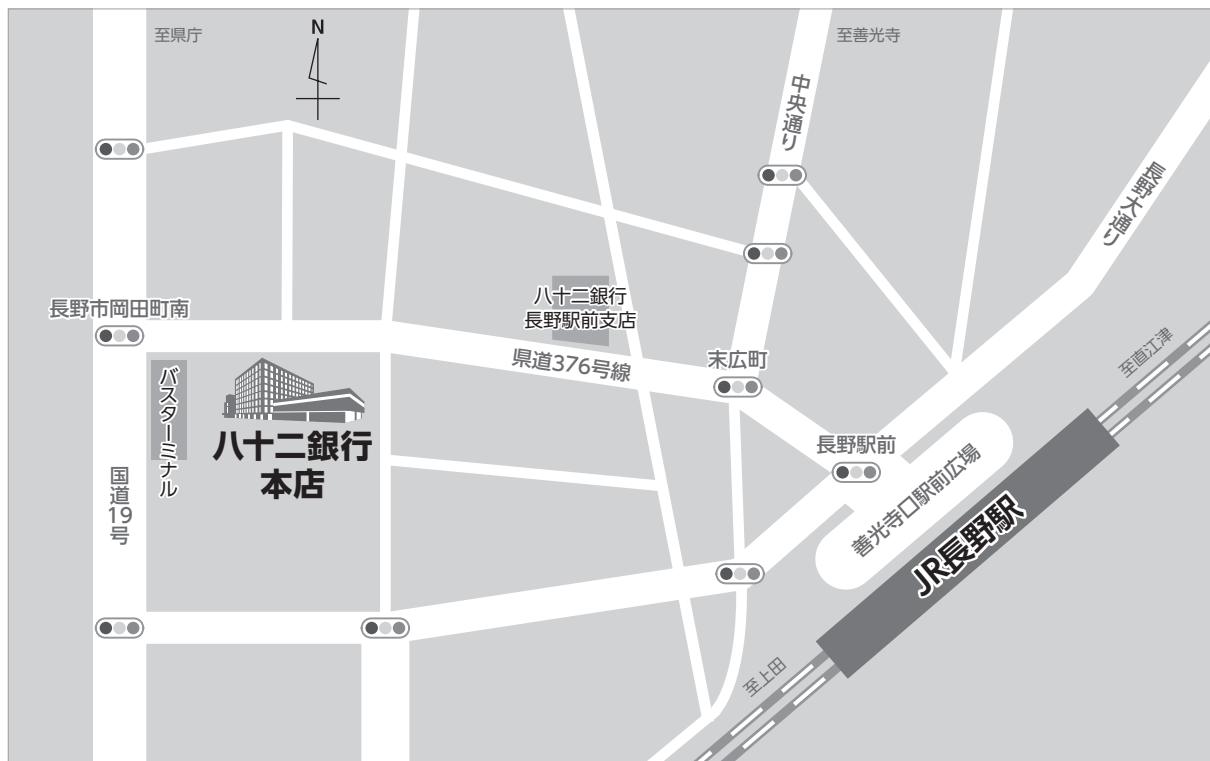 至県庁
N
至善光寺
中央通り
長野大通り
長野市岡田町南
八十二銀行
長野駅前支店
県道376号線
末広町
至直江津
バスターミナル
八十二銀行
本店
長野駅前
国道19号
善光寺口駅前広場
JR長野駅
至上田